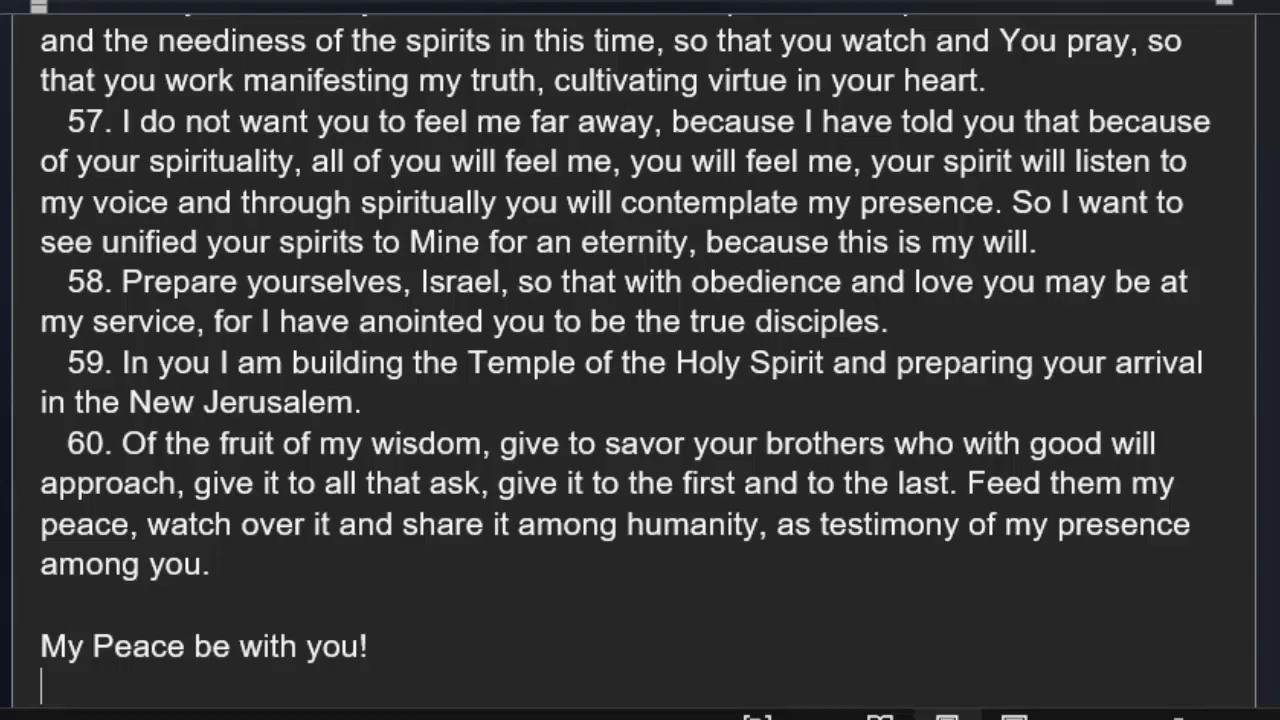 and the neediness of the spirits in this time, so that you watch and You pray, so
that you work manifesting my truth, cultivating virtue in your heart.
57. I do not want you to feel me far away, because I have told you that because
of your spirituality, all of you will feel me, you will feel me, your spirit will listen to
my voice and through spiritually you will contemplate my presence. So I want to
see unified your spirits to Mine for an eternity, because this is my will.
58. Prepare yourselves, Israel, so that with obedience and love you may be at
my service, for I have anointed you to be the true disciples.
59. In you I am building the Temple of the Holy Spirit and preparing your arrival
in the New Jerusalem.
60. Of the fruit of my wisdom, give to savor your brothers who with good will
approach, give it to all that ask, give it to the first and to the last. Feed them my
peace, watch over it and share it among humanity, as testimony of my presence
among you.
My Peace be with you!